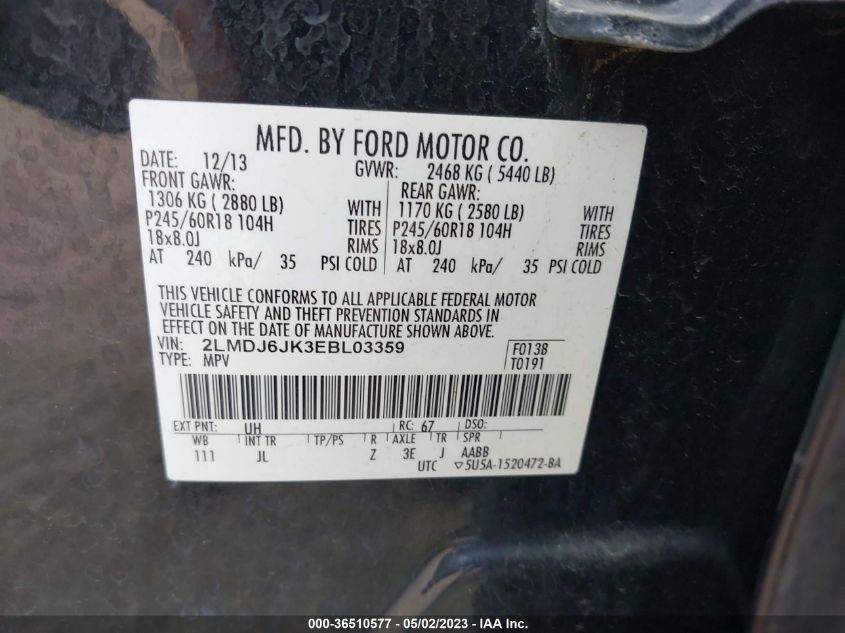 MFD. BY FORD MOTOR CO.
DATE: 12/13 GVWR: 2468 KG ( 5440 LB)
FRONT GAWR: REAR GAWR:
1306 KG ( 2880 LB) WITH 1170 KG ( 2580 LB) WITH
P245/60R18 104H TIRES P245/60R18 104H TIRES
18x8.0J RIMS 18x8.0J RIMS
AT 240 kPa/ 35 PSI COLD AT 240 kPa/ 35 PSI COLD
THIS VEHICLE CONFORMS TO ALL APPLICABLE FEDERAL MOTOR
VEHICLE SAFETY AND THEFT PREVENTION STANDARDS IN
EFFECT ON THE DATE OF MANUFACTURE SHOWN ABOVE.
VIN: 2LMDJ6JK3EBL03359 F0138
TYPE: MPV T0191
EXT PNT: UH RC: 67 DSO:
WB INT TR TP/PS R AXLE TR SPR
111 JL Z 3E J AABB
UTC ▽5U5A-1520472-BA
000-36510577 - 05/02/2023 - IAA Inc.